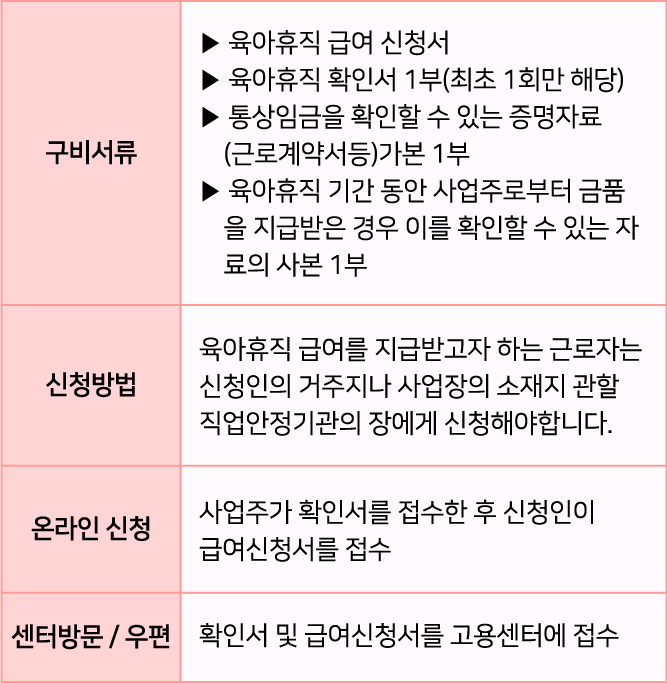 구비서류
▶ 육아휴직 급여 신청서
▶ 육아휴직 확인서 1부(최초 1회만 해당)
▶ 통상임금을 확인할 수 있는 증명자료
(근로계약서등)가본 1부
▶ 육아휴직 기간 동안 사업주로부터 금품
을 지급받은 경우 이를 확인할 수 있는 자
료의 사본 1부
신청방법
육아휴직 급여를 지급받고자 하는 근로자는
신청인의 거주지나 사업장의 소재지 관할
직업안정기관의 장에게 신청해야합니다.
온라인 신청
사업주가 확인서를 접수한 후 신청인이
급여신청서를 접수
센터방문 / 우편
확인서 및 급여신청서를 고용센터에 접수